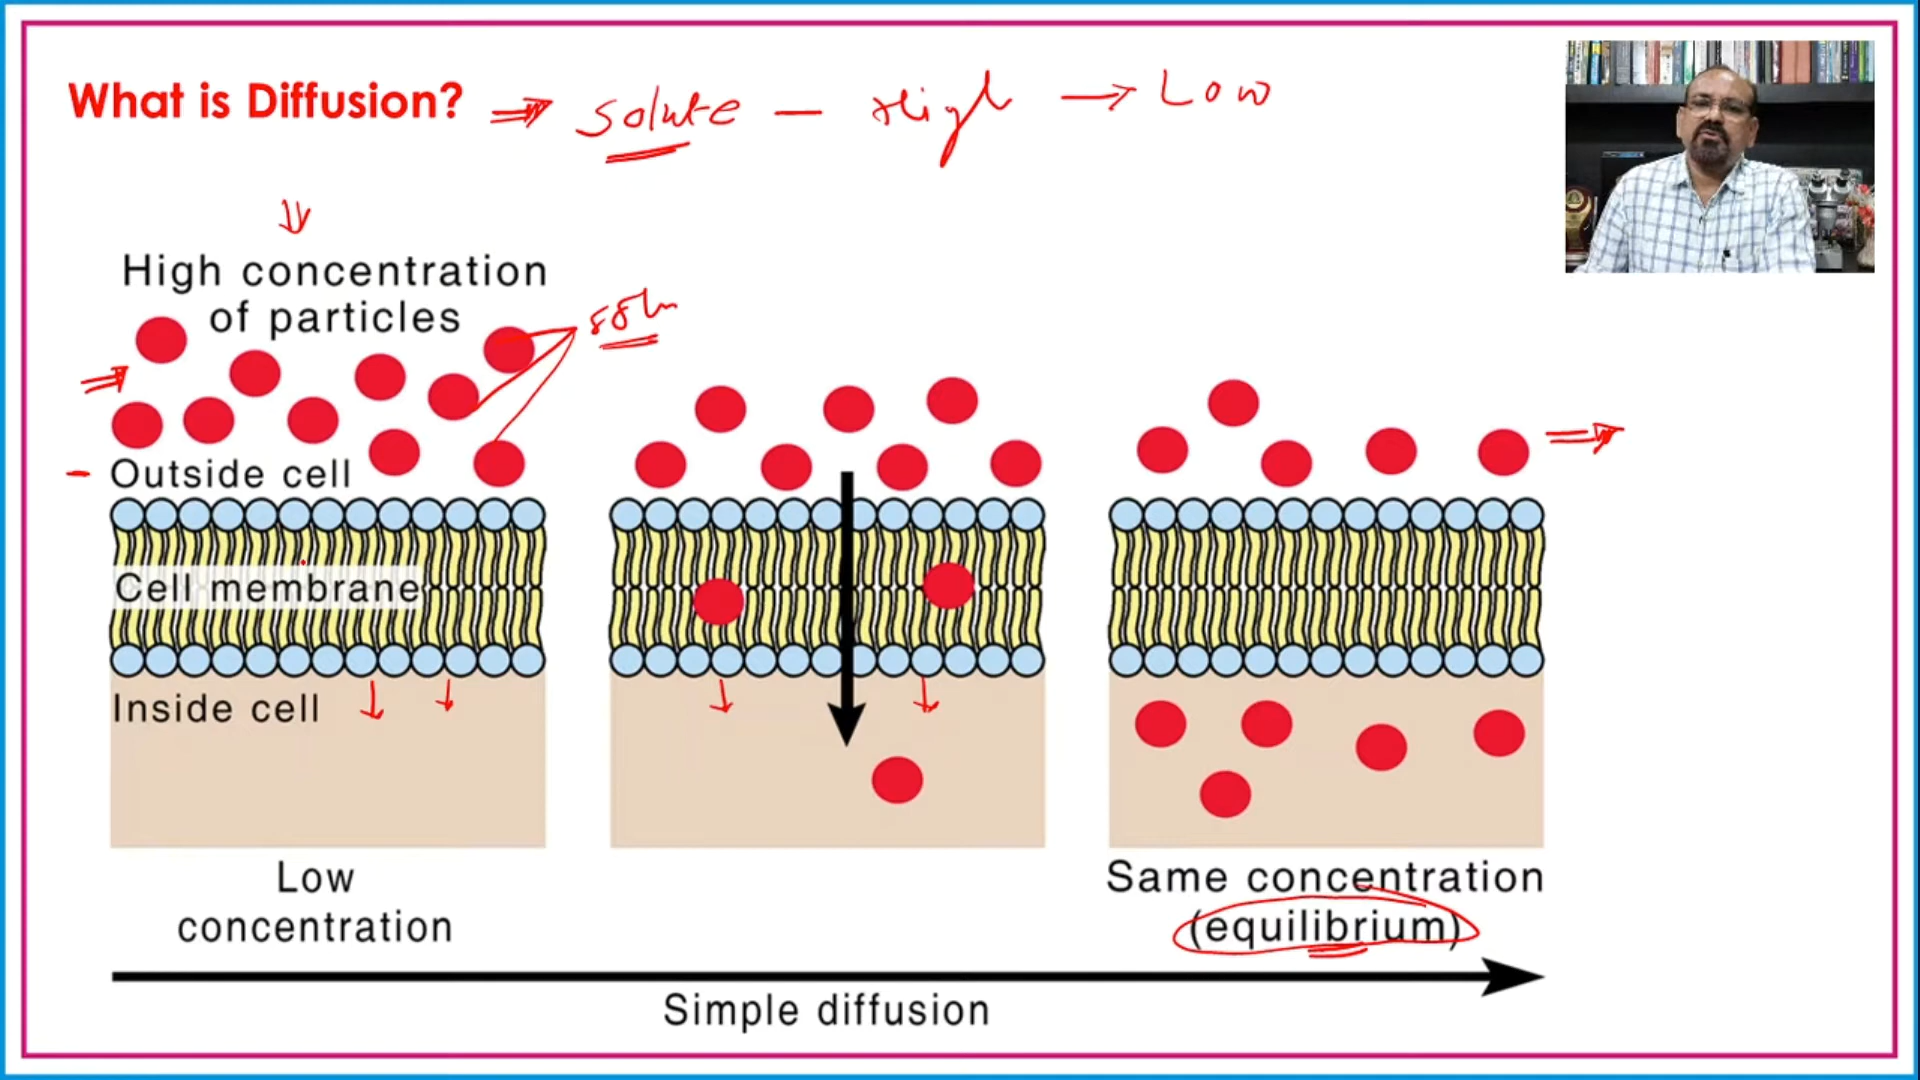 What is Diffusion? ⇒ Solute — High → Low
High concentration
of particles
Outside cell
Cell membrane
Inside cell
Low
concentration
Same concentration
(equilibrium)
Simple diffusion